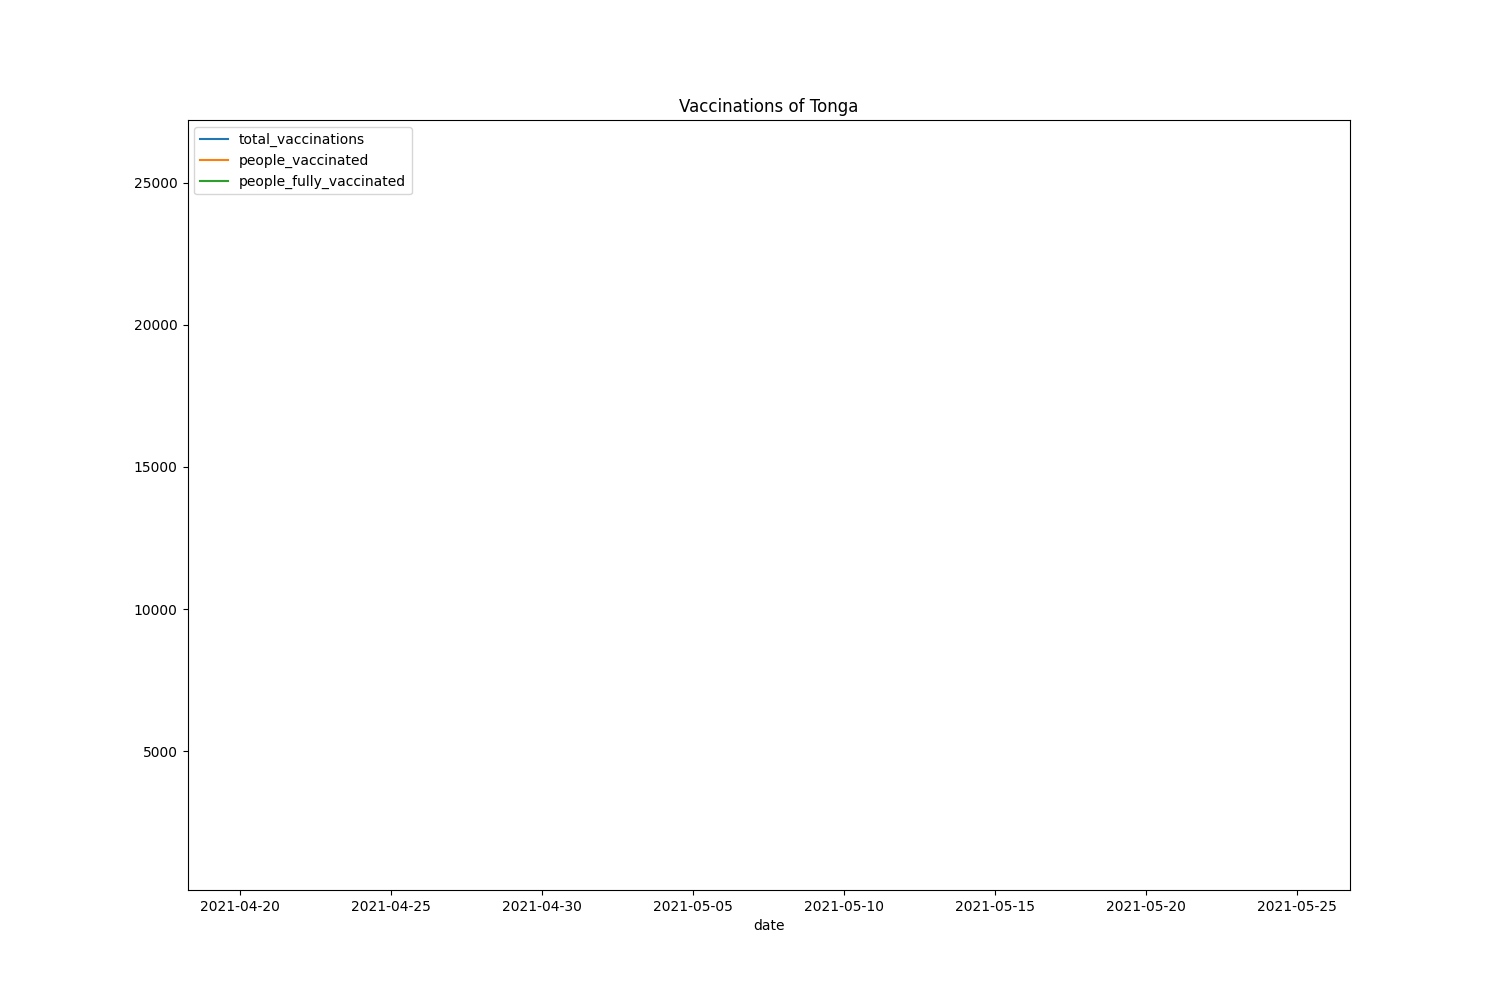 Vaccinations of Tonga
total_vaccinations
people_vaccinated
people_fully_vaccinated
25000
20000
15000
10000
5000
2021-04-20 2021-04-25 2021-04-30 2021-05-05 2021-05-10 2021-05-15 2021-05-20 2021-05-25
date